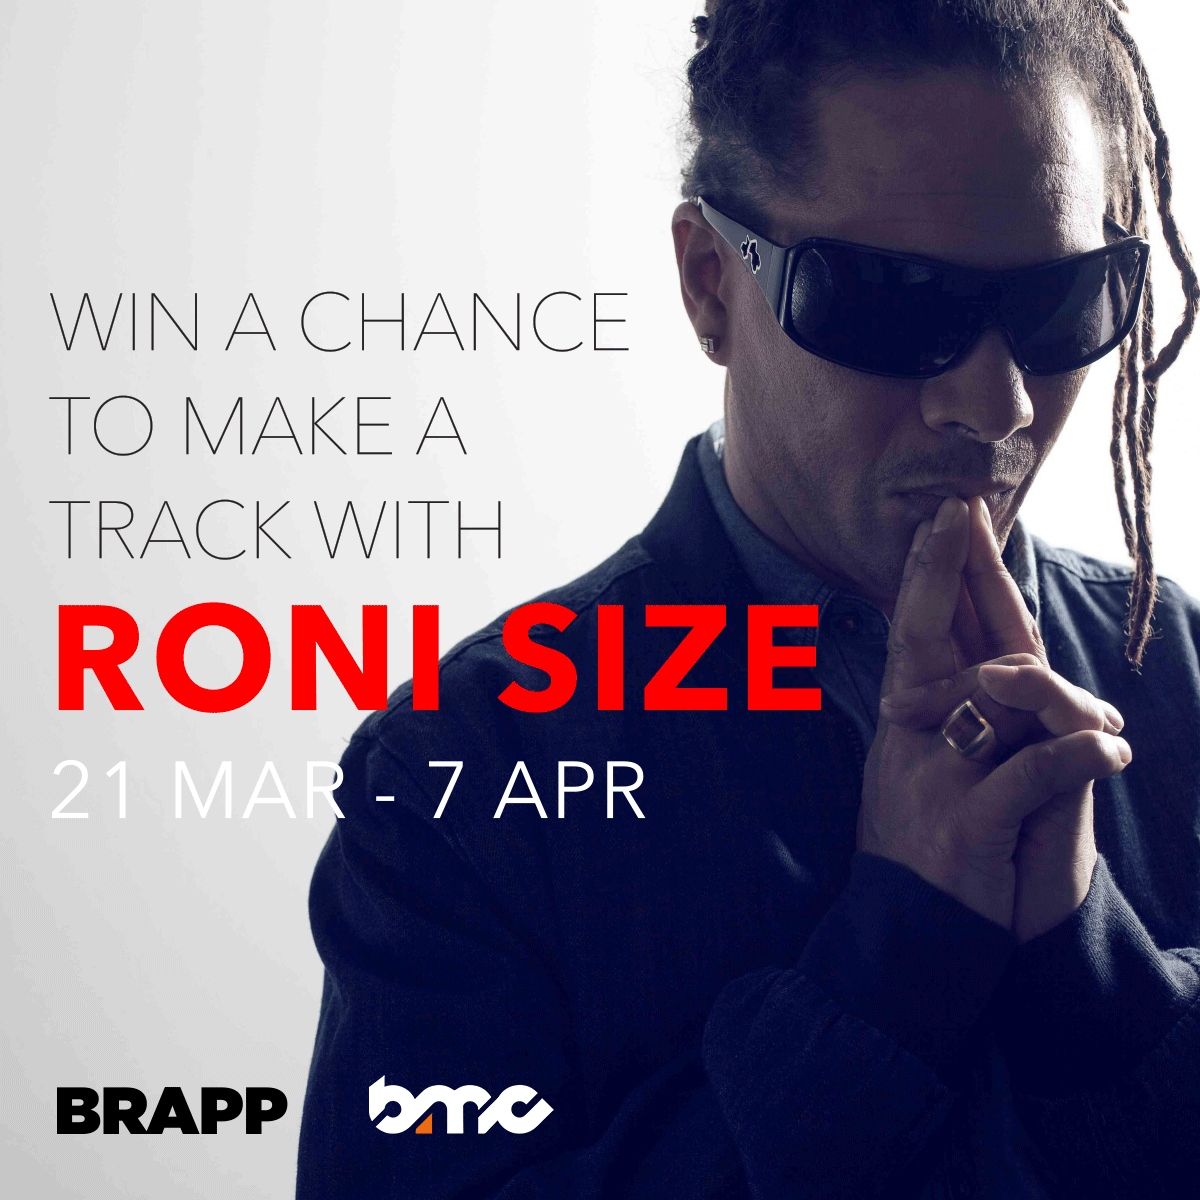 WIN A CHANCE
TO MAKE A
TRACK WITH
RONI SIZE
21 MAR - 7 APR
BRAPP bmc